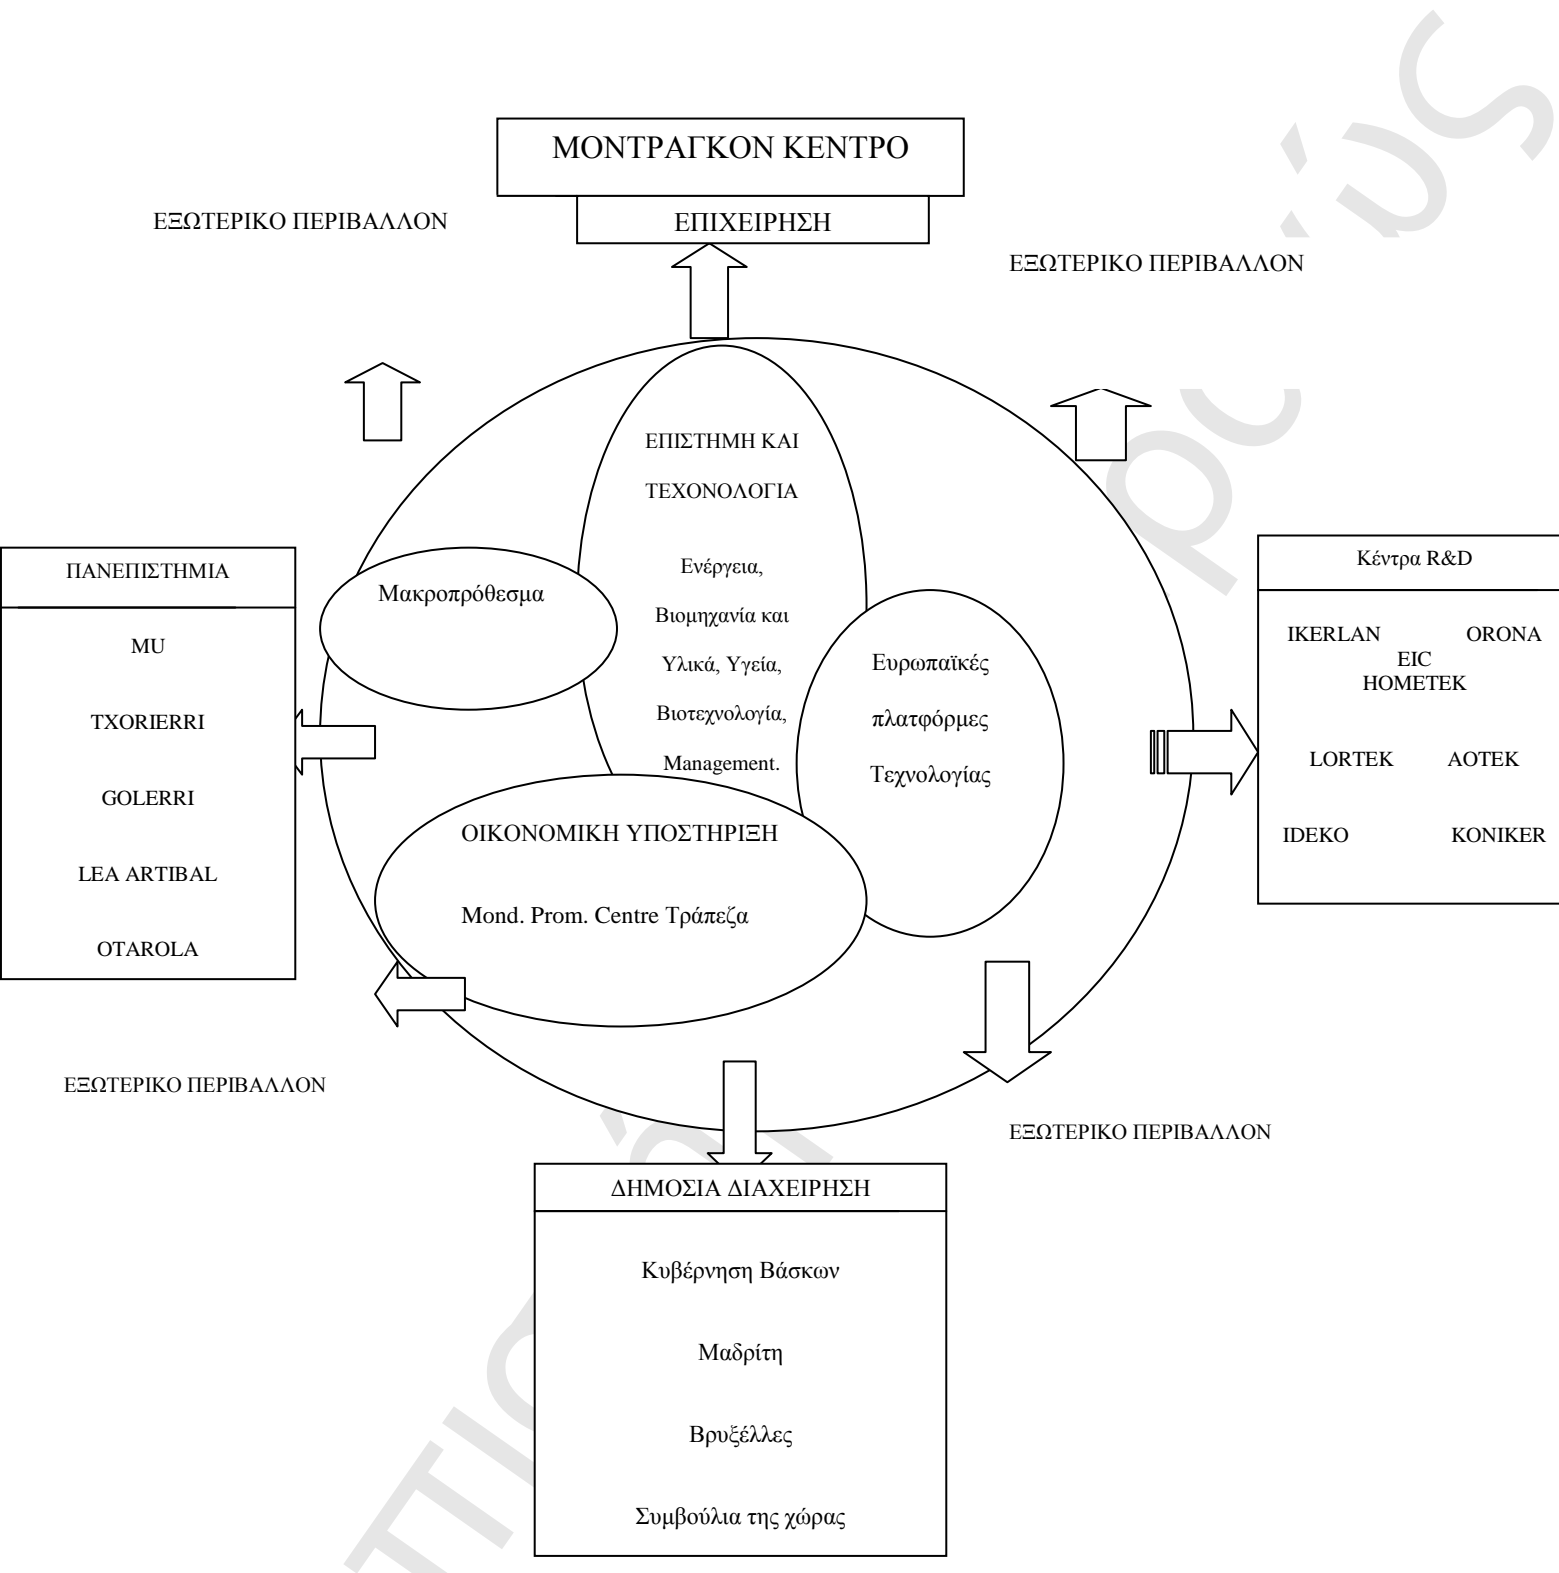 ΜΟΝΤΡΑΓΚΟΝ ΚΕΝΤΡΟ
ΕΠΙΧΕΙΡΗΣΗ
ΕΞΩΤΕΡΙΚΟ ΠΕΡΙΒΑΛΛΟΝ
ΕΞΩΤΕΡΙΚΟ ΠΕΡΙΒΑΛΛΟΝ
ΕΠΙΣΤΗΜΗ ΚΑΙ
ΤΕΧΟΝΟΛΟΓΙΑ
Ενέργεια,
Βιομηχανία και
Υλικά, Υγεία,
Βιοτεχνολογία,
Management.
Μακροπρόθεσμα
Ευρωπαϊκές
πλατφόρμες
Τεχνολογίας
ΟΙΚΟΝΟΜΙΚΗ ΥΠΟΣΤΗΡΙΞΗ
Mond. Prom. Centre Τράπεζα
ΠΑΝΕΠΙΣΤΗΜΙΑ
MU
TXORIERRI
GOLERRI
LEA ARTIBAL
OTAROLA
Κέντρα R&D
IKERLAN ORONA
EIC
HOMETEK
LORTEK AOTEK
IDEKO KONIKER
ΕΞΩΤΕΡΙΚΟ ΠΕΡΙΒΑΛΛΟΝ
ΕΞΩΤΕΡΙΚΟ ΠΕΡΙΒΑΛΛΟΝ
ΔΗΜΟΣΙΑ ΔΙΑΧΕΙΡΗΣΗ
Κυβέρνηση Βάσκων
Μαδρίτη
Βρυξέλλες
Συμβούλια της χώρας